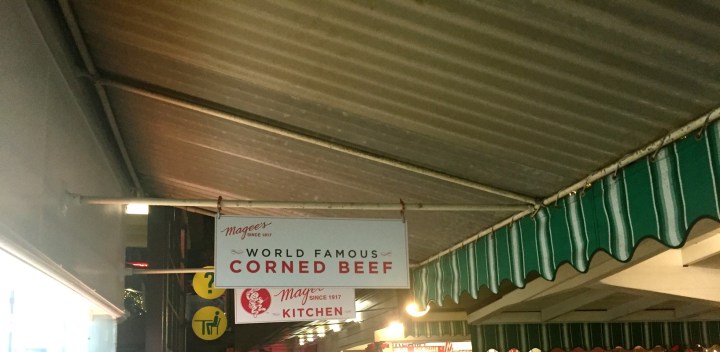 Magee's
SINCE 1917
WORLD FAMOUS
CORNED BEEF
?
Magee's
SINCE 1917
KITCHEN